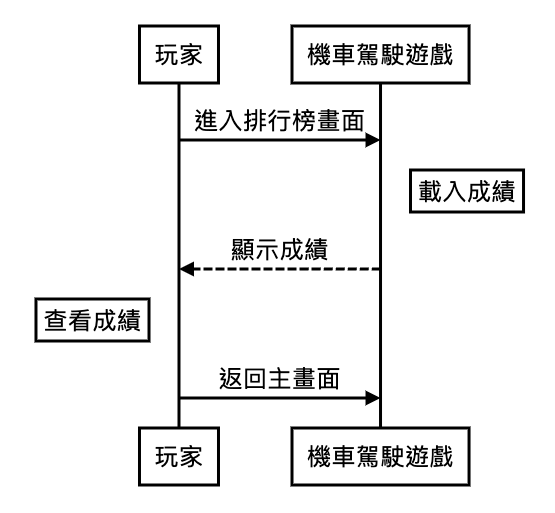 玩家
機車駕駛遊戲
進入排行榜畫面
載入成績
顯示成績
查看成績
返回主畫面
玩家
機車駕駛遊戲